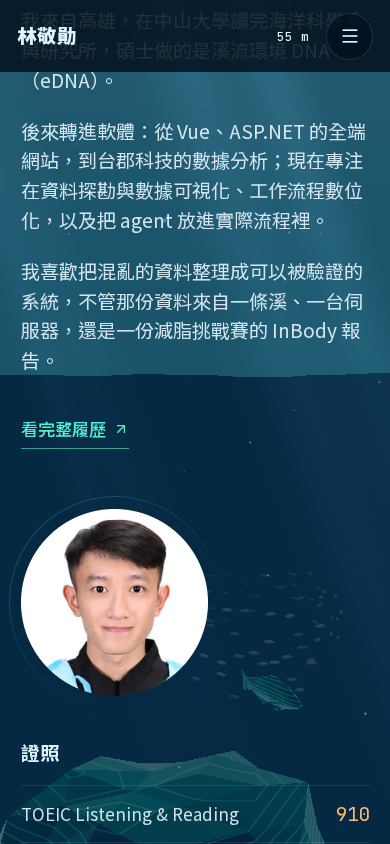 我來自高雄，在中山大學讀完海洋科學系
林敬勛
55 m
與研究所，碩士做的是溪流環境 DNA
（eDNA）。
後來轉進軟體：從 Vue、ASP.NET 的全端
網站，到台郡科技的數據分析；現在專注
在資料探勘與數據可視化、工作流程數位
化，以及把 agent 放進實際流程裡。
我喜歡把混亂的資料整理成可以被驗證的
系統，不管那份資料來自一條溪、一台伺
服器，還是一份減脂挑戰賽的 InBody 報
告。
看完整履歷
證照
TOEIC Listening & Reading
910